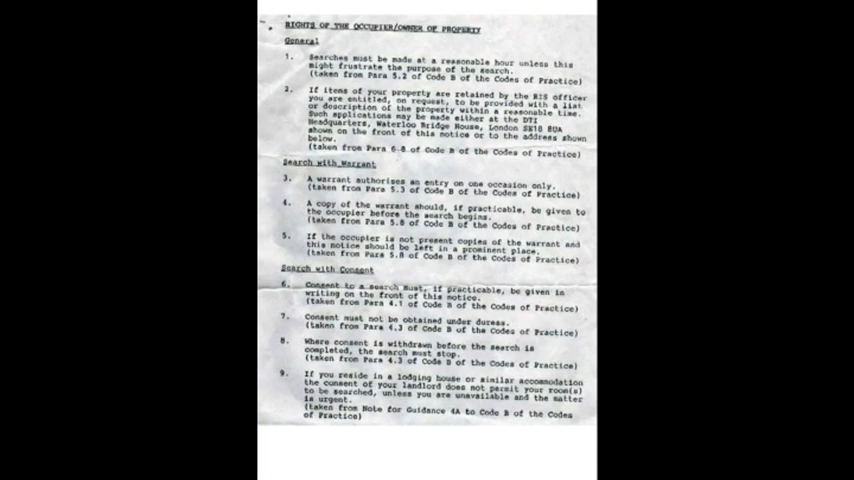 RIGHTS OF THE OCCUPIER/OWNER OF PROPERTY
General
1. Searches must be made at a reasonable hour unless this
might frustrate the purpose of the search.
(taken from Para 5.2 of Code B of the Codes of Practice)
2. If items of your property are retained by the RIS officer
you are entitled, on request, to be provided with a list
or description of the property within a reasonable time.
Such applications may be made either at the DTI
Headquarters, Waterloo Bridge House, London SE18 8UA
shown on the front of this notice or to the address shown
below.
(taken from Para 6.8 of Code B of the Codes of Practice)
Search with Warrant
3. A warrant authorises an entry on one occasion only.
(taken from Para 5.3 of Code B of the Codes of Practice)
4. A copy of the warrant should, if practicable, be given to
the occupier before the search begins.
(taken from Para 5.8 of Code B of the Codes of Practice)
5. If the occupier is not present copies of the warrant and
this notice should be left in a prominent place.
(taken from Para 5.8 of Code B of the Codes of Practice)
Search with Consent
6. Consent to a search must, if practicable, be given in
writing on the front of this notice.
(taken from Para 4.1 of Code B of the Codes of Practice)
7. Consent must not be obtained under duress.
(taken from Para 4.3 of Code B of the Codes of Practice)
8. Where consent is withdrawn before the search is
completed, the search must stop.
(taken from Para 4.3 of Code B of the Codes of Practice)
9. If you reside in a lodging house or similar accommodation
the consent of your landlord does not permit your room(s)
to be searched, unless you are unavailable and the matter
is urgent.
(taken from Note for Guidance 4A to Code B of the Codes
of Practice)